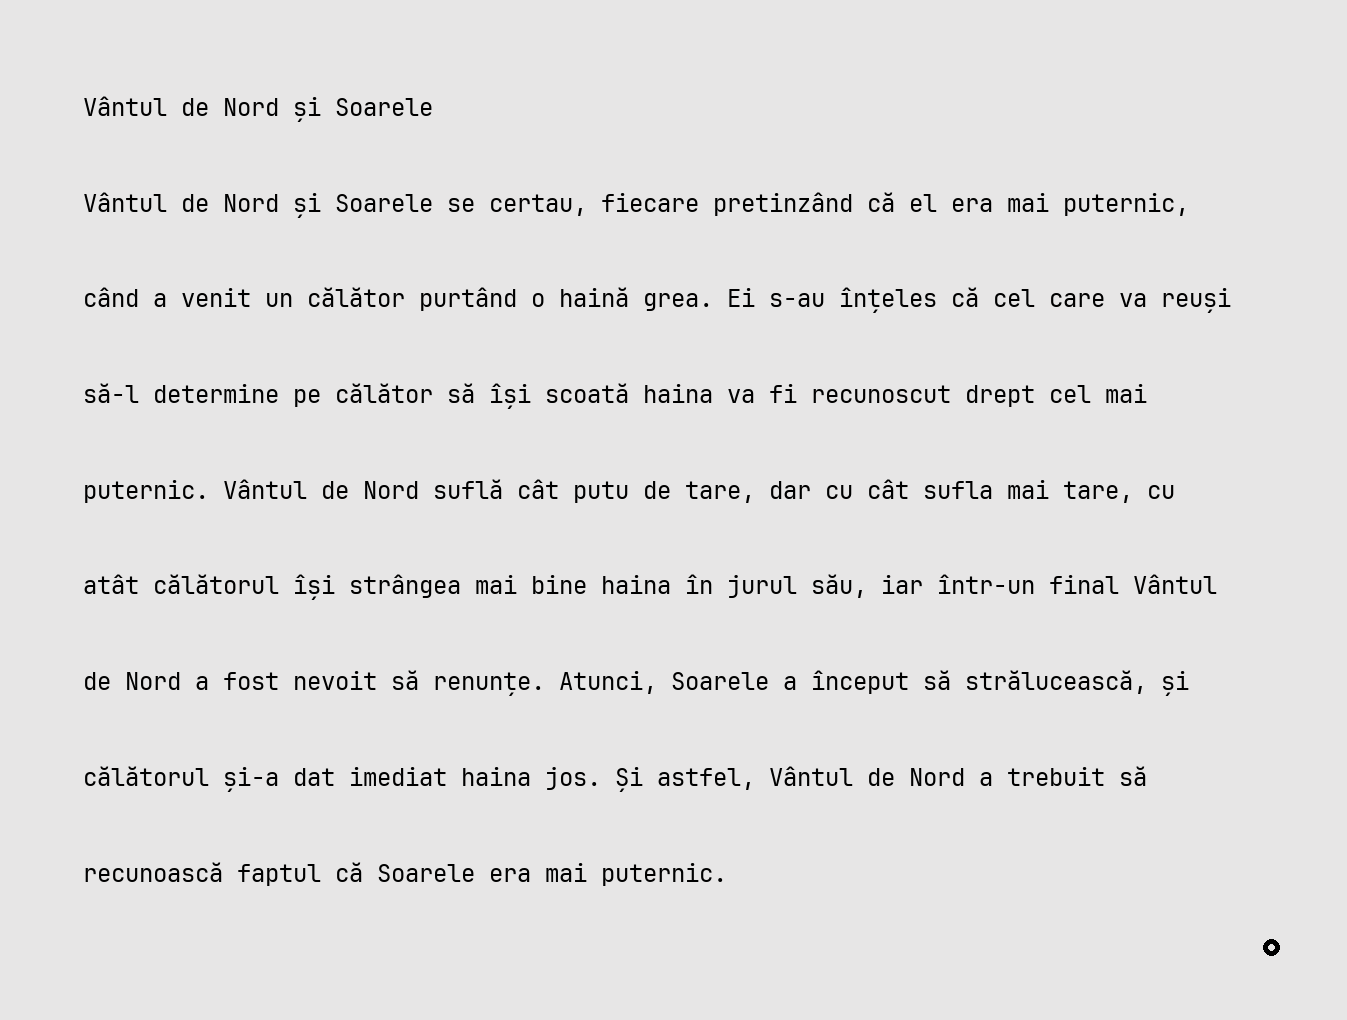 Vântul de Nord și Soarele
Vântul de Nord și Soarele se certau, fiecare pretinzând că el era mai puternic,
când a venit un călător purtând o haină grea. Ei s-au înțeles că cel care va reuși
să-l determine pe călător să își scoată haina va fi recunoscut drept cel mai
puternic. Vântul de Nord suflă cât putu de tare, dar cu cât sufla mai tare, cu
atât călătorul își strângea mai bine haina în jurul său, iar într-un final Vântul
de Nord a fost nevoit să renunțe. Atunci, Soarele a început să strălucească, și
călătorul și-a dat imediat haina jos. Și astfel, Vântul de Nord a trebuit să
recunoască faptul că Soarele era mai puternic.